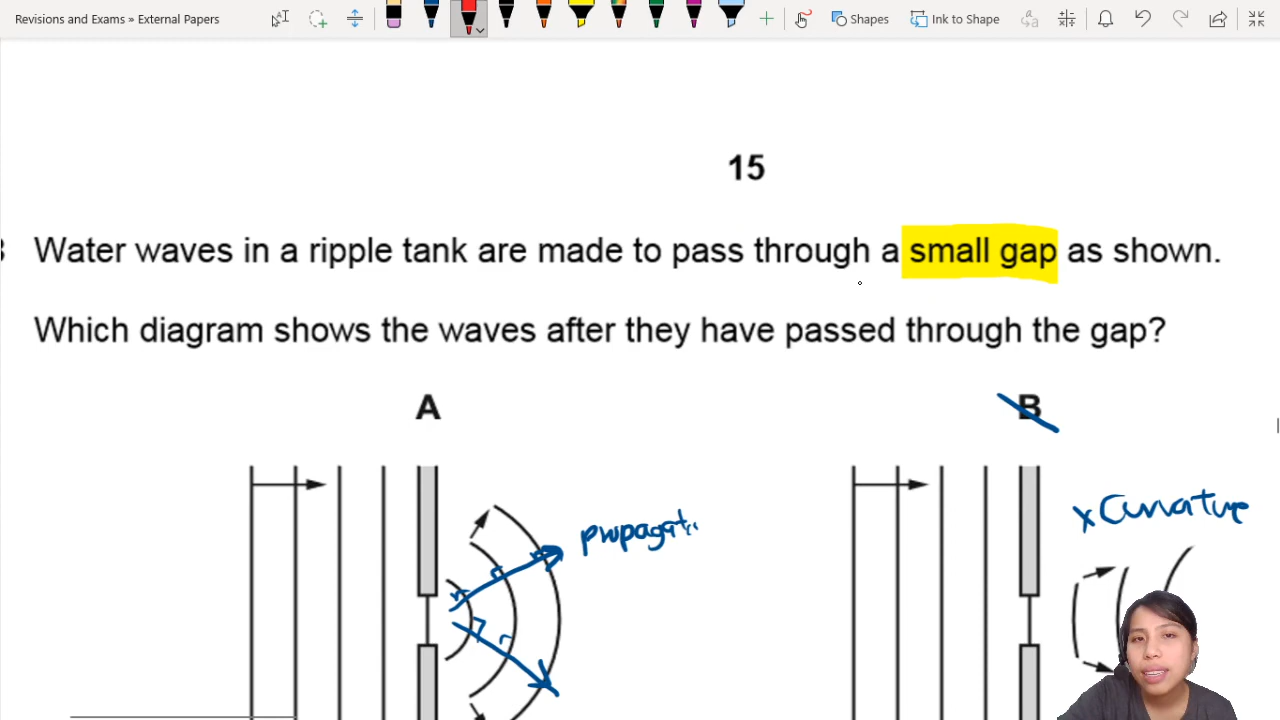 Revisions and Exams » External Papers
Shapes
Ink to Shape
15
Water waves in a ripple tank are made to pass through a small gap as shown.
Which diagram shows the waves after they have passed through the gap?
A
B
propagati
x Curvature